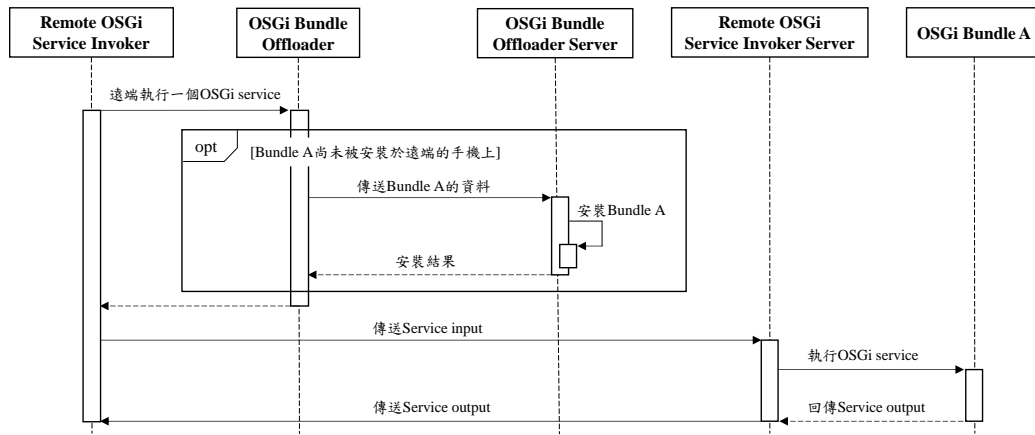 Remote OSGi
Service Invoker
OSGi Bundle
Offloader
OSGi Bundle
Offloader Server
Remote OSGi
Service Invoker Server
OSGi Bundle A
遠端執行一個OSGi service
opt
[Bundle A尚未被安裝於遠端的手機上]
傳送Bundle A的資料
安裝Bundle A
安裝結果
傳送Service input
執行OSGi service
傳送Service output
回傳Service output